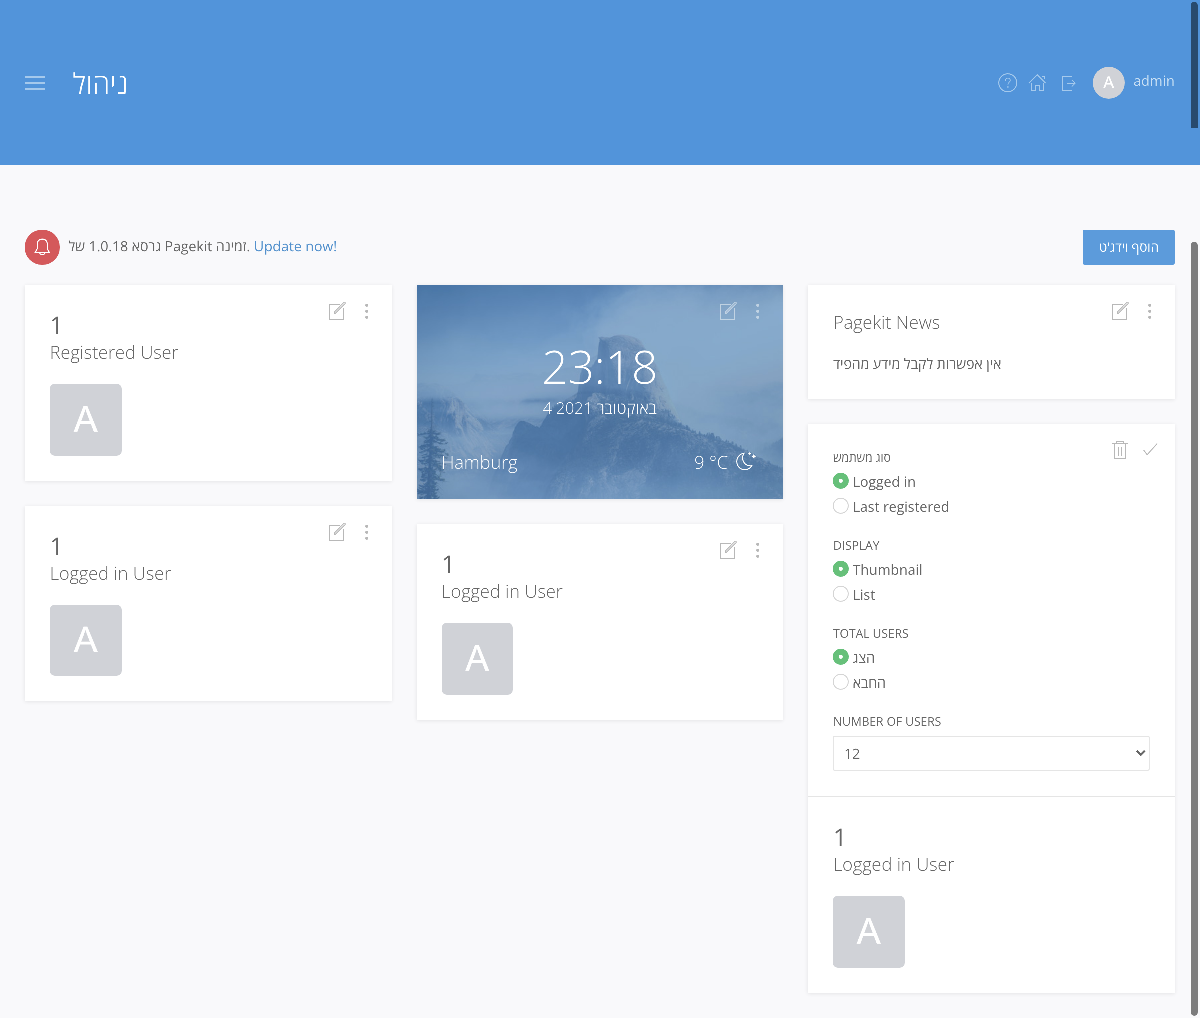 ניהול
A admin
גרסא 1.0.18 של Pagekit זמינה. Update now!
הוסף וידג'ט
1
Registered User
A
1
Logged in User
A
23:18
4 באוקטובר 2021
Hamburg
9 °C
1
Logged in User
A
Pagekit News
אין אפשרות לקבל מידע מהפיד
סוג משתמש
Logged in
Last registered
DISPLAY
Thumbnail
List
TOTAL USERS
הצג
החבא
NUMBER OF USERS
12
1
Logged in User
A